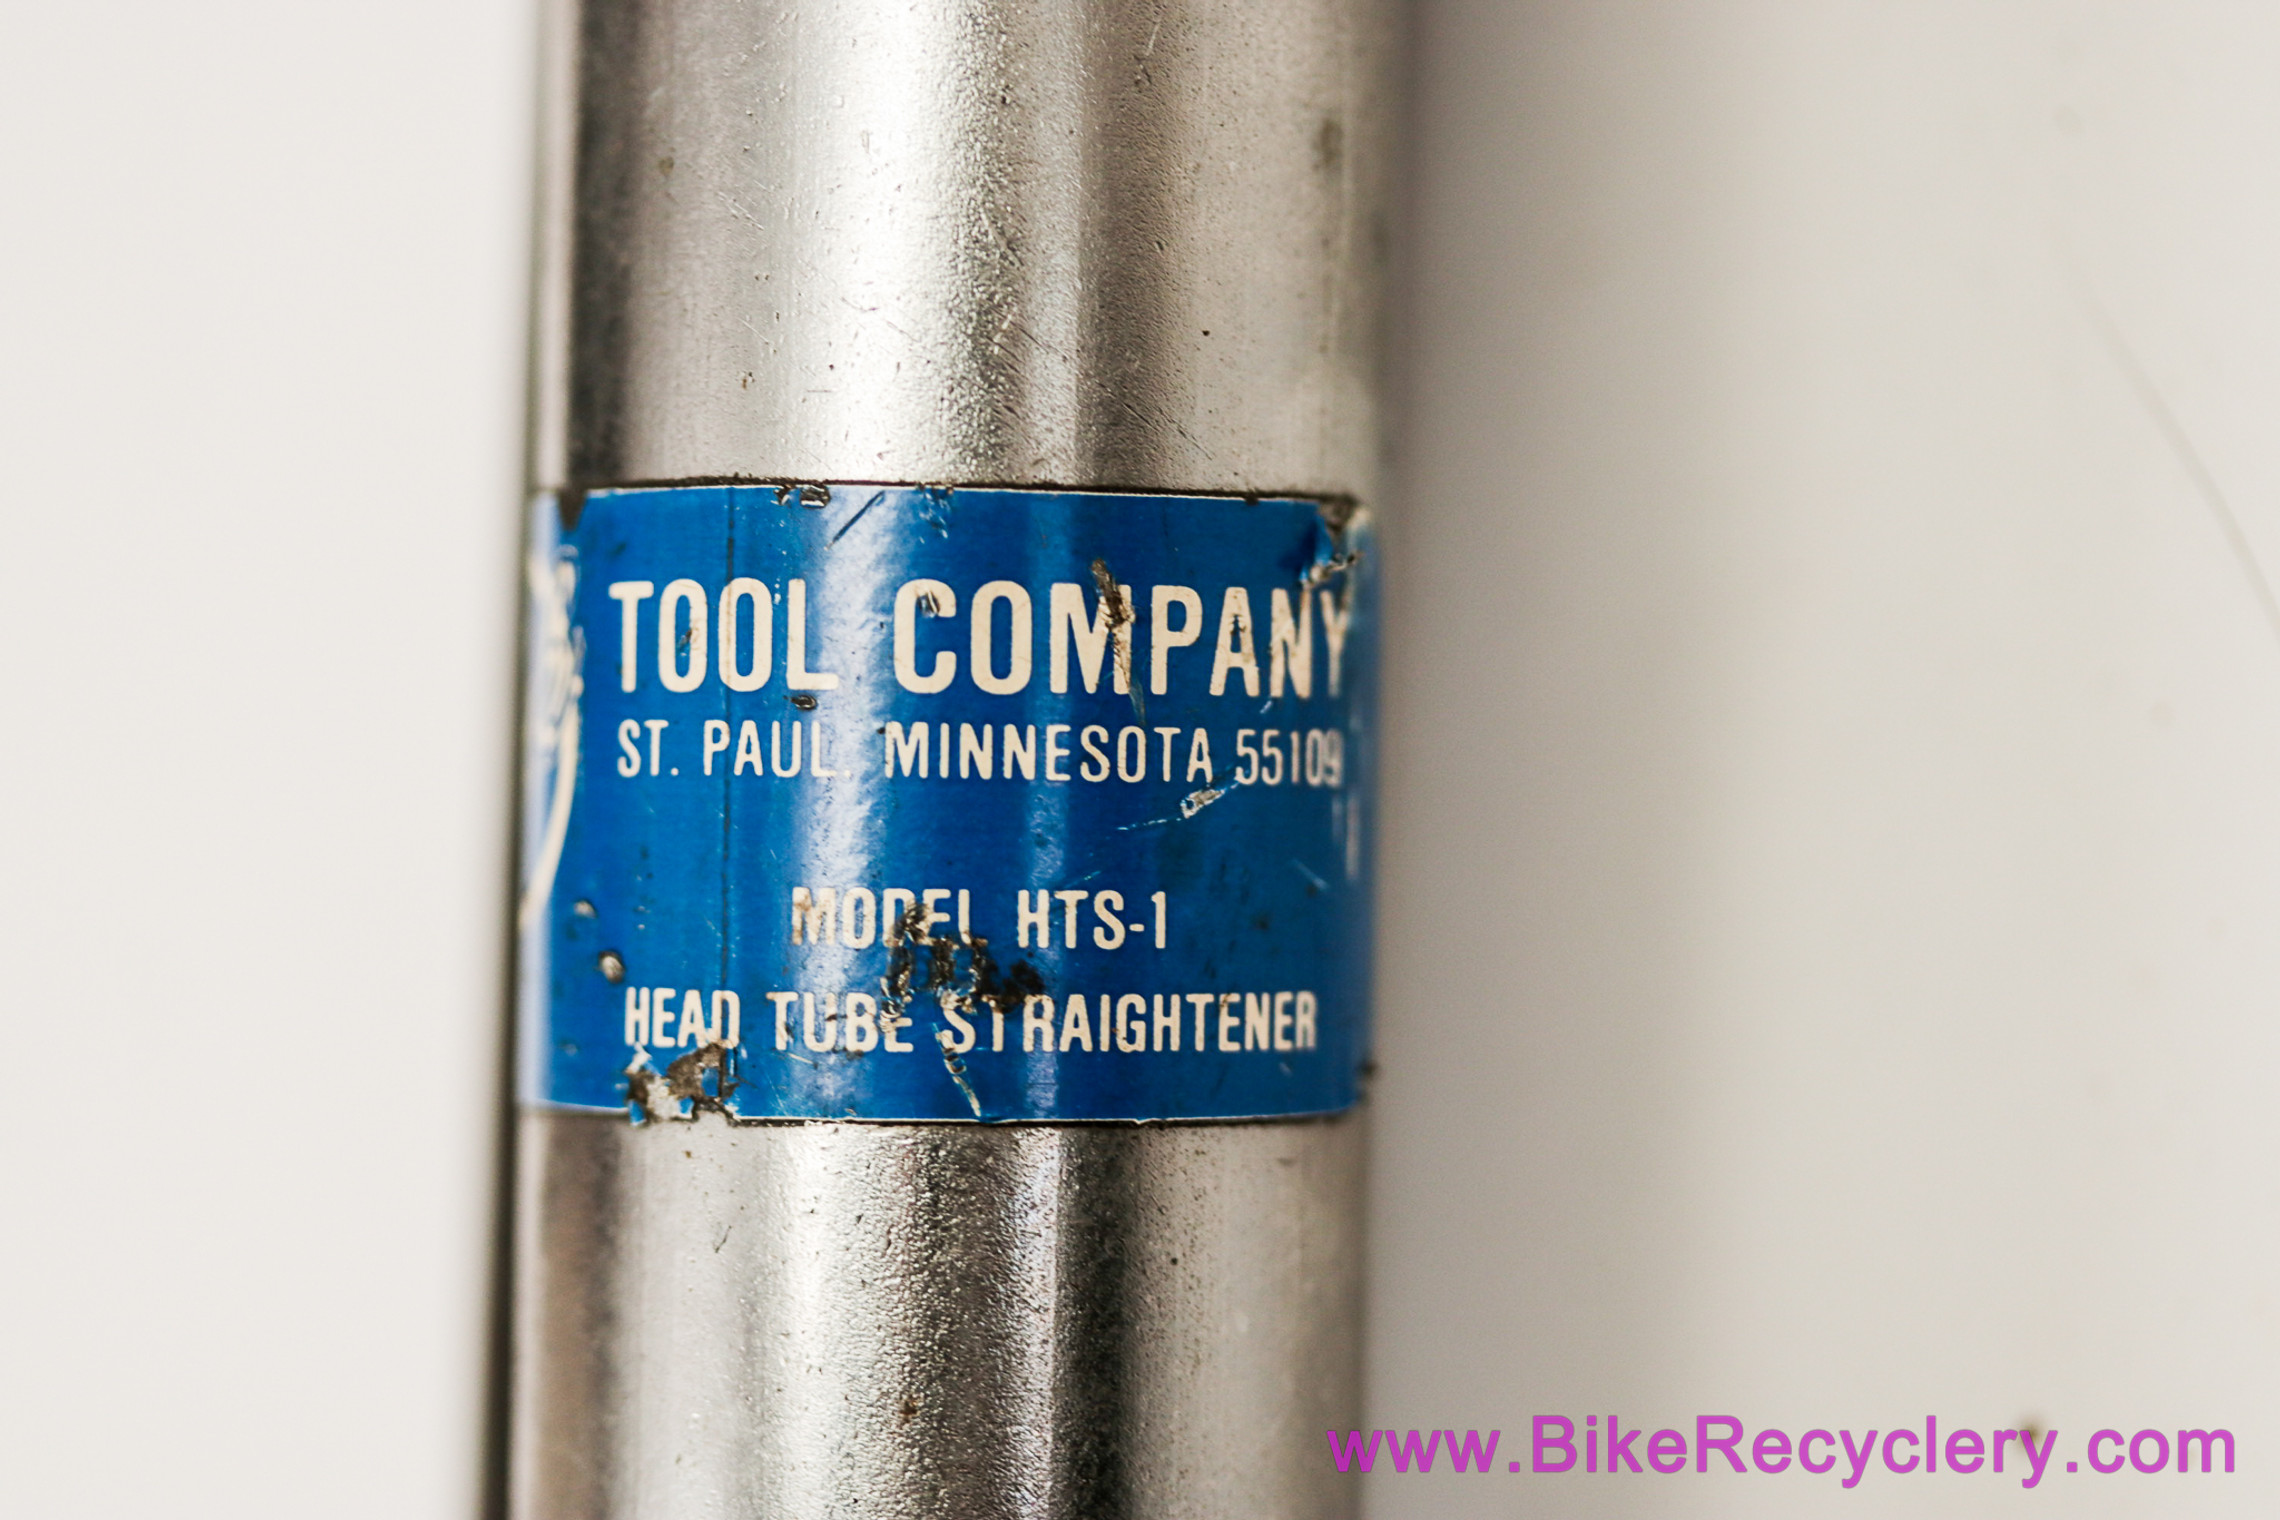 TOOL COMPANY
ST. PAUL, MINNESOTA 55109
MODEL HTS-1
HEAD TUBE STRAIGHTENER
www.BikeRecyclery.com